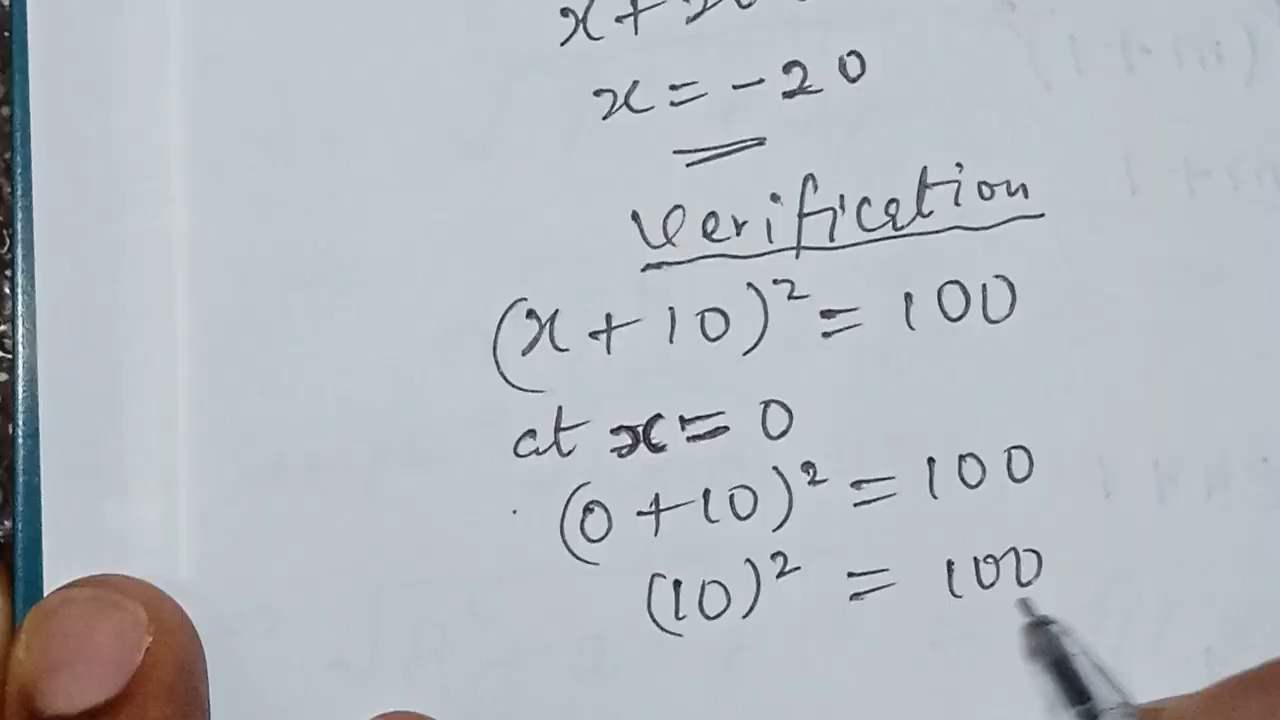 x +
x = - 20
Verification
(x + 10)² = 100
at x = 0
(0 + 10)² = 100
(10)² = 100